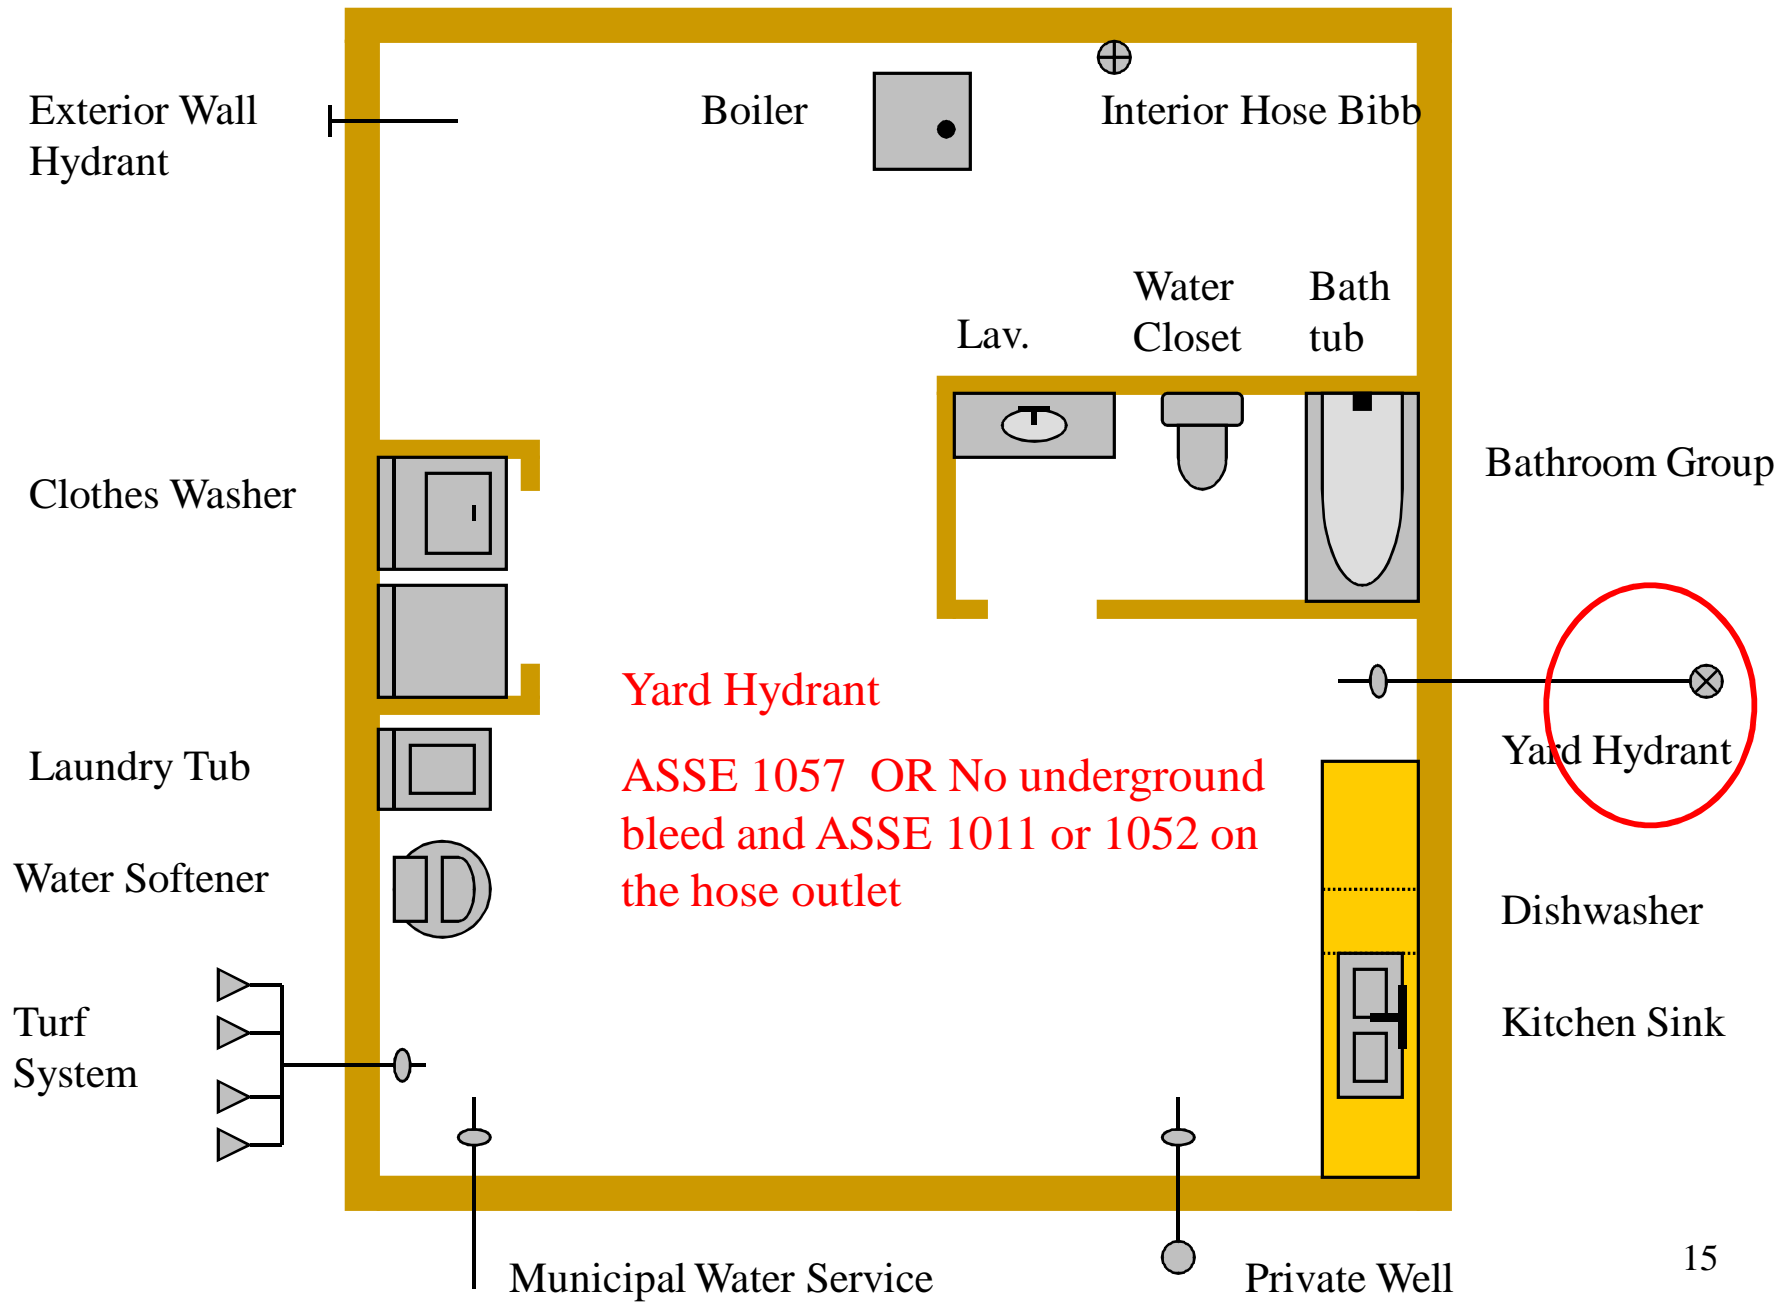 Exterior Wall
Hydrant
Boiler
Interior Hose Bibb
Water
Closet
Bath
tub
Lav.
Bathroom Group
Clothes Washer
Yard Hydrant
Yard Hydrant
Laundry Tub
ASSE 1057  OR No underground
bleed and ASSE 1011 or 1052 on
the hose outlet
Water Softener
Dishwasher
Turf
System
Kitchen Sink
Municipal Water Service
Private Well
15